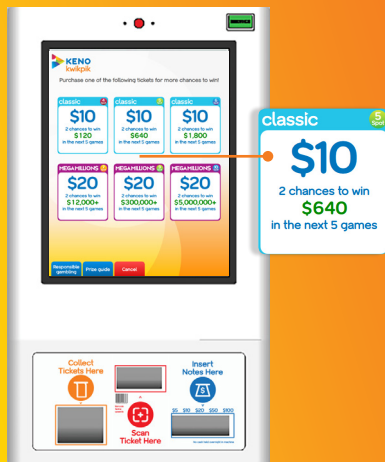 KENO
kwikpik
Purchase one of the following tickets for more chances to win!
classic
$10
2 chances to win
$120
in the next 5 games
classic
$10
2 chances to win
$640
in the next 5 games
classic
$10
2 chances to win
$1,800
in the next 5 games
MEGAMILLIONS
$20
2 chances to win
$12,000+
in the next 5 games
MEGAMILLIONS
$20
2 chances to win
$300,000+
in the next 5 games
MEGAMILLIONS
$20
2 chances to win
$5,000,000+
in the next 5 games
Responsible gambling
Prize guide
Cancel
classic
5
Spot
$10
2 chances to win
$640
in the next 5 games
Collect
Tickets Here
Scan
Ticket Here
Insert
Notes Here
$5 $10 $20 $50 $100